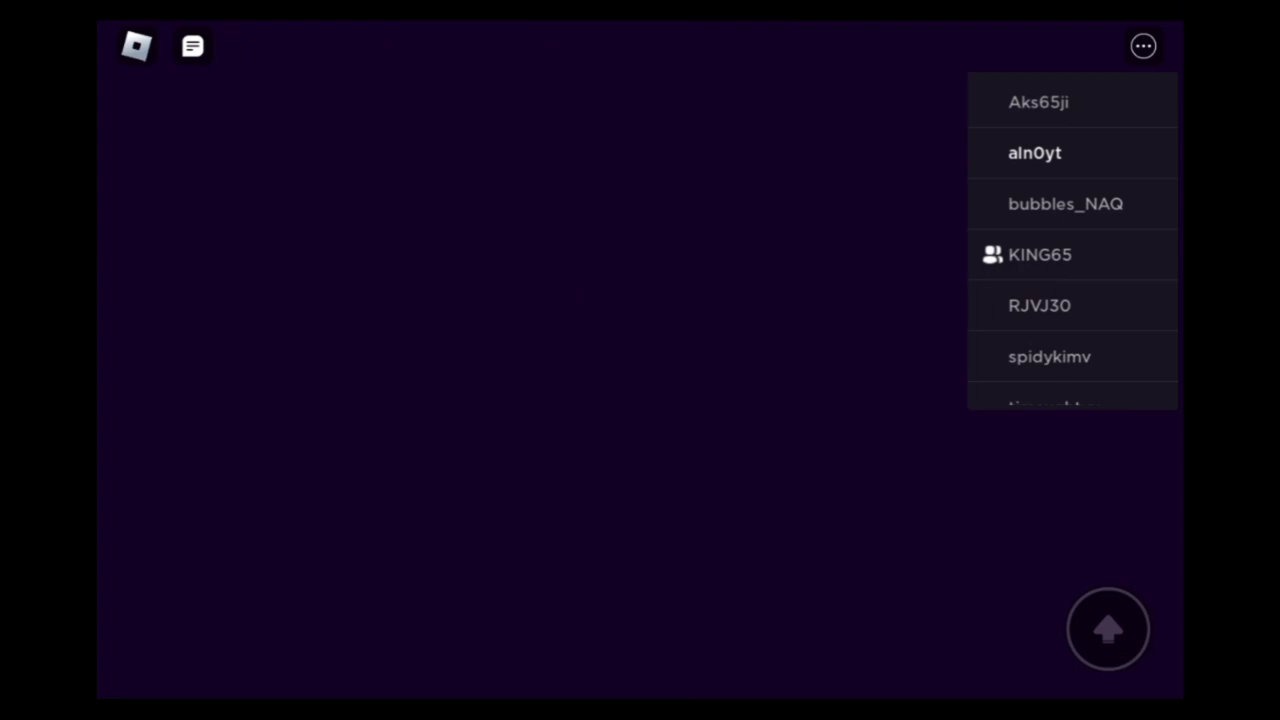 Aks65ji
aln0yt
bubbles_NAQ
KING65
RJVJ30
spidykimv